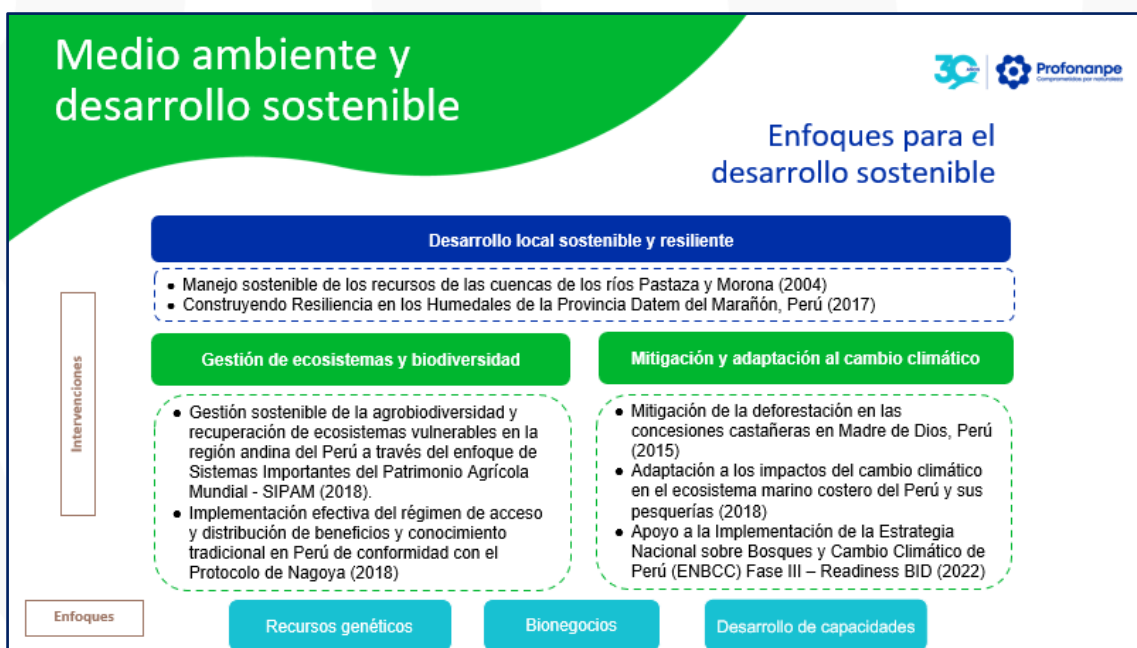 Medio ambiente y
desarrollo sostenible
30 años
Profonanpe
Comprometidos por naturaleza
Enfoques para el
desarrollo sostenible
Desarrollo local sostenible y resiliente
● Manejo sostenible de los recursos de las cuencas de los ríos Pastaza y Morona (2004)
● Construyendo Resiliencia en los Humedales de la Provincia Datem del Marañón, Perú (2017)
Intervenciones
Gestión de ecosistemas y biodiversidad
● Gestión sostenible de la agrobiodiversidad y
recuperación de ecosistemas vulnerables en la
región andina del Perú a través del enfoque de
Sistemas Importantes del Patrimonio Agrícola
Mundial - SIPAM (2018).
● Implementación efectiva del régimen de acceso
y distribución de beneficios y conocimiento
tradicional en Perú de conformidad con el
Protocolo de Nagoya (2018)
Mitigación y adaptación al cambio climático
● Mitigación de la deforestación en las
concesiones castañeras en Madre de Dios, Perú
(2015)
● Adaptación a los impactos del cambio climático
en el ecosistema marino costero del Perú y sus
pesquerías (2018)
● Apoyo a la Implementación de la Estrategia
Nacional sobre Bosques y Cambio Climático de
Perú (ENBCC) Fase III – Readiness BID (2022)
Enfoques
Recursos genéticos
Bionegocios
Desarrollo de capacidades